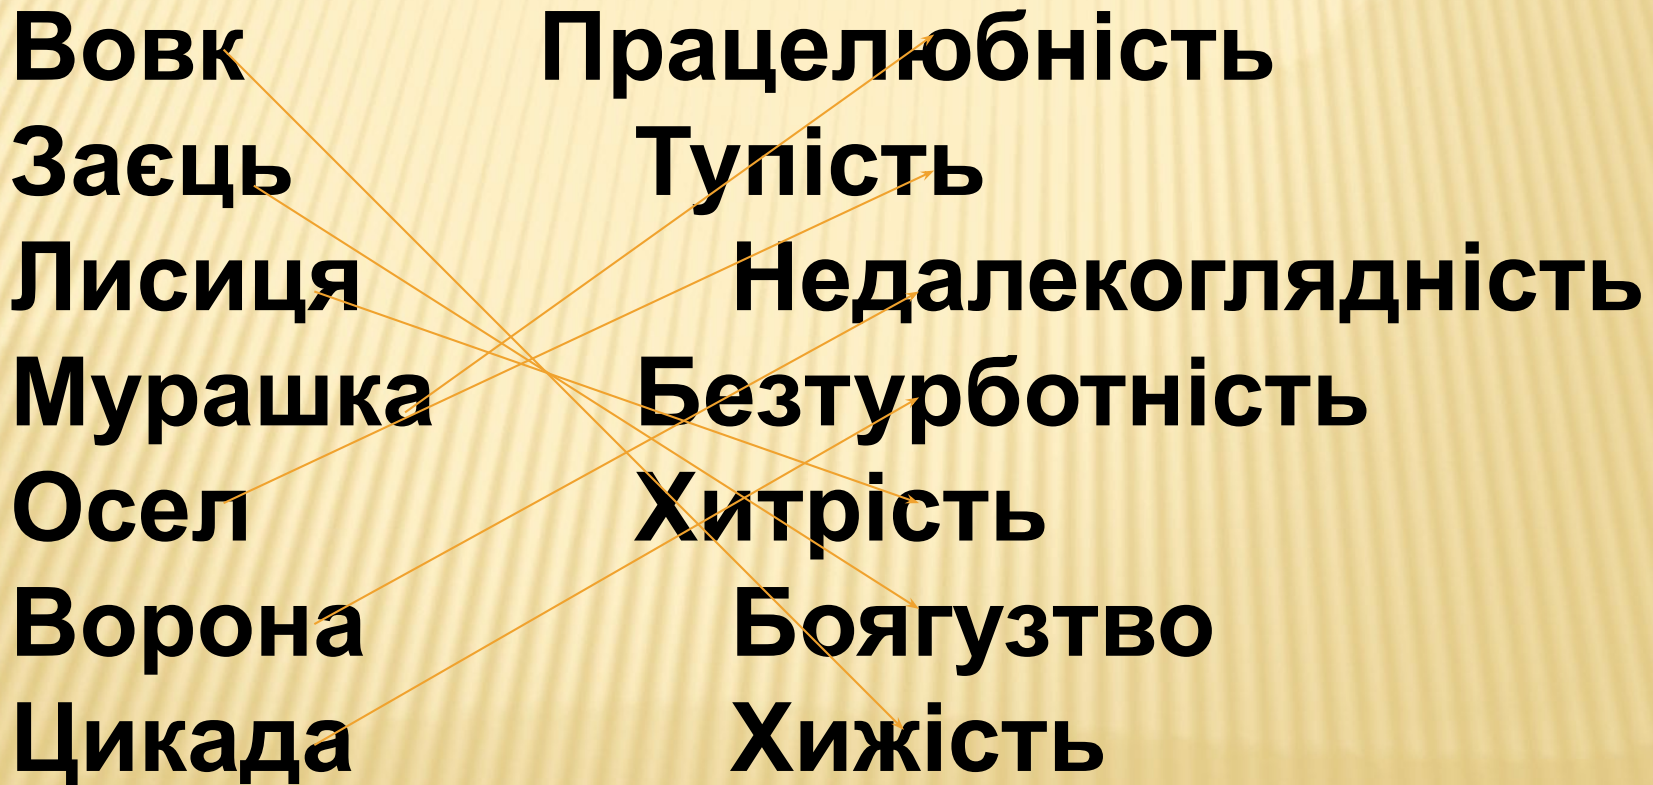 Вовк Працелюбність
Заєць Тупість
Лисиця Недалекоглядність
Мурашка Безтурботність
Осел Хитрість
Ворона Боягузтво
Цикада Хижість